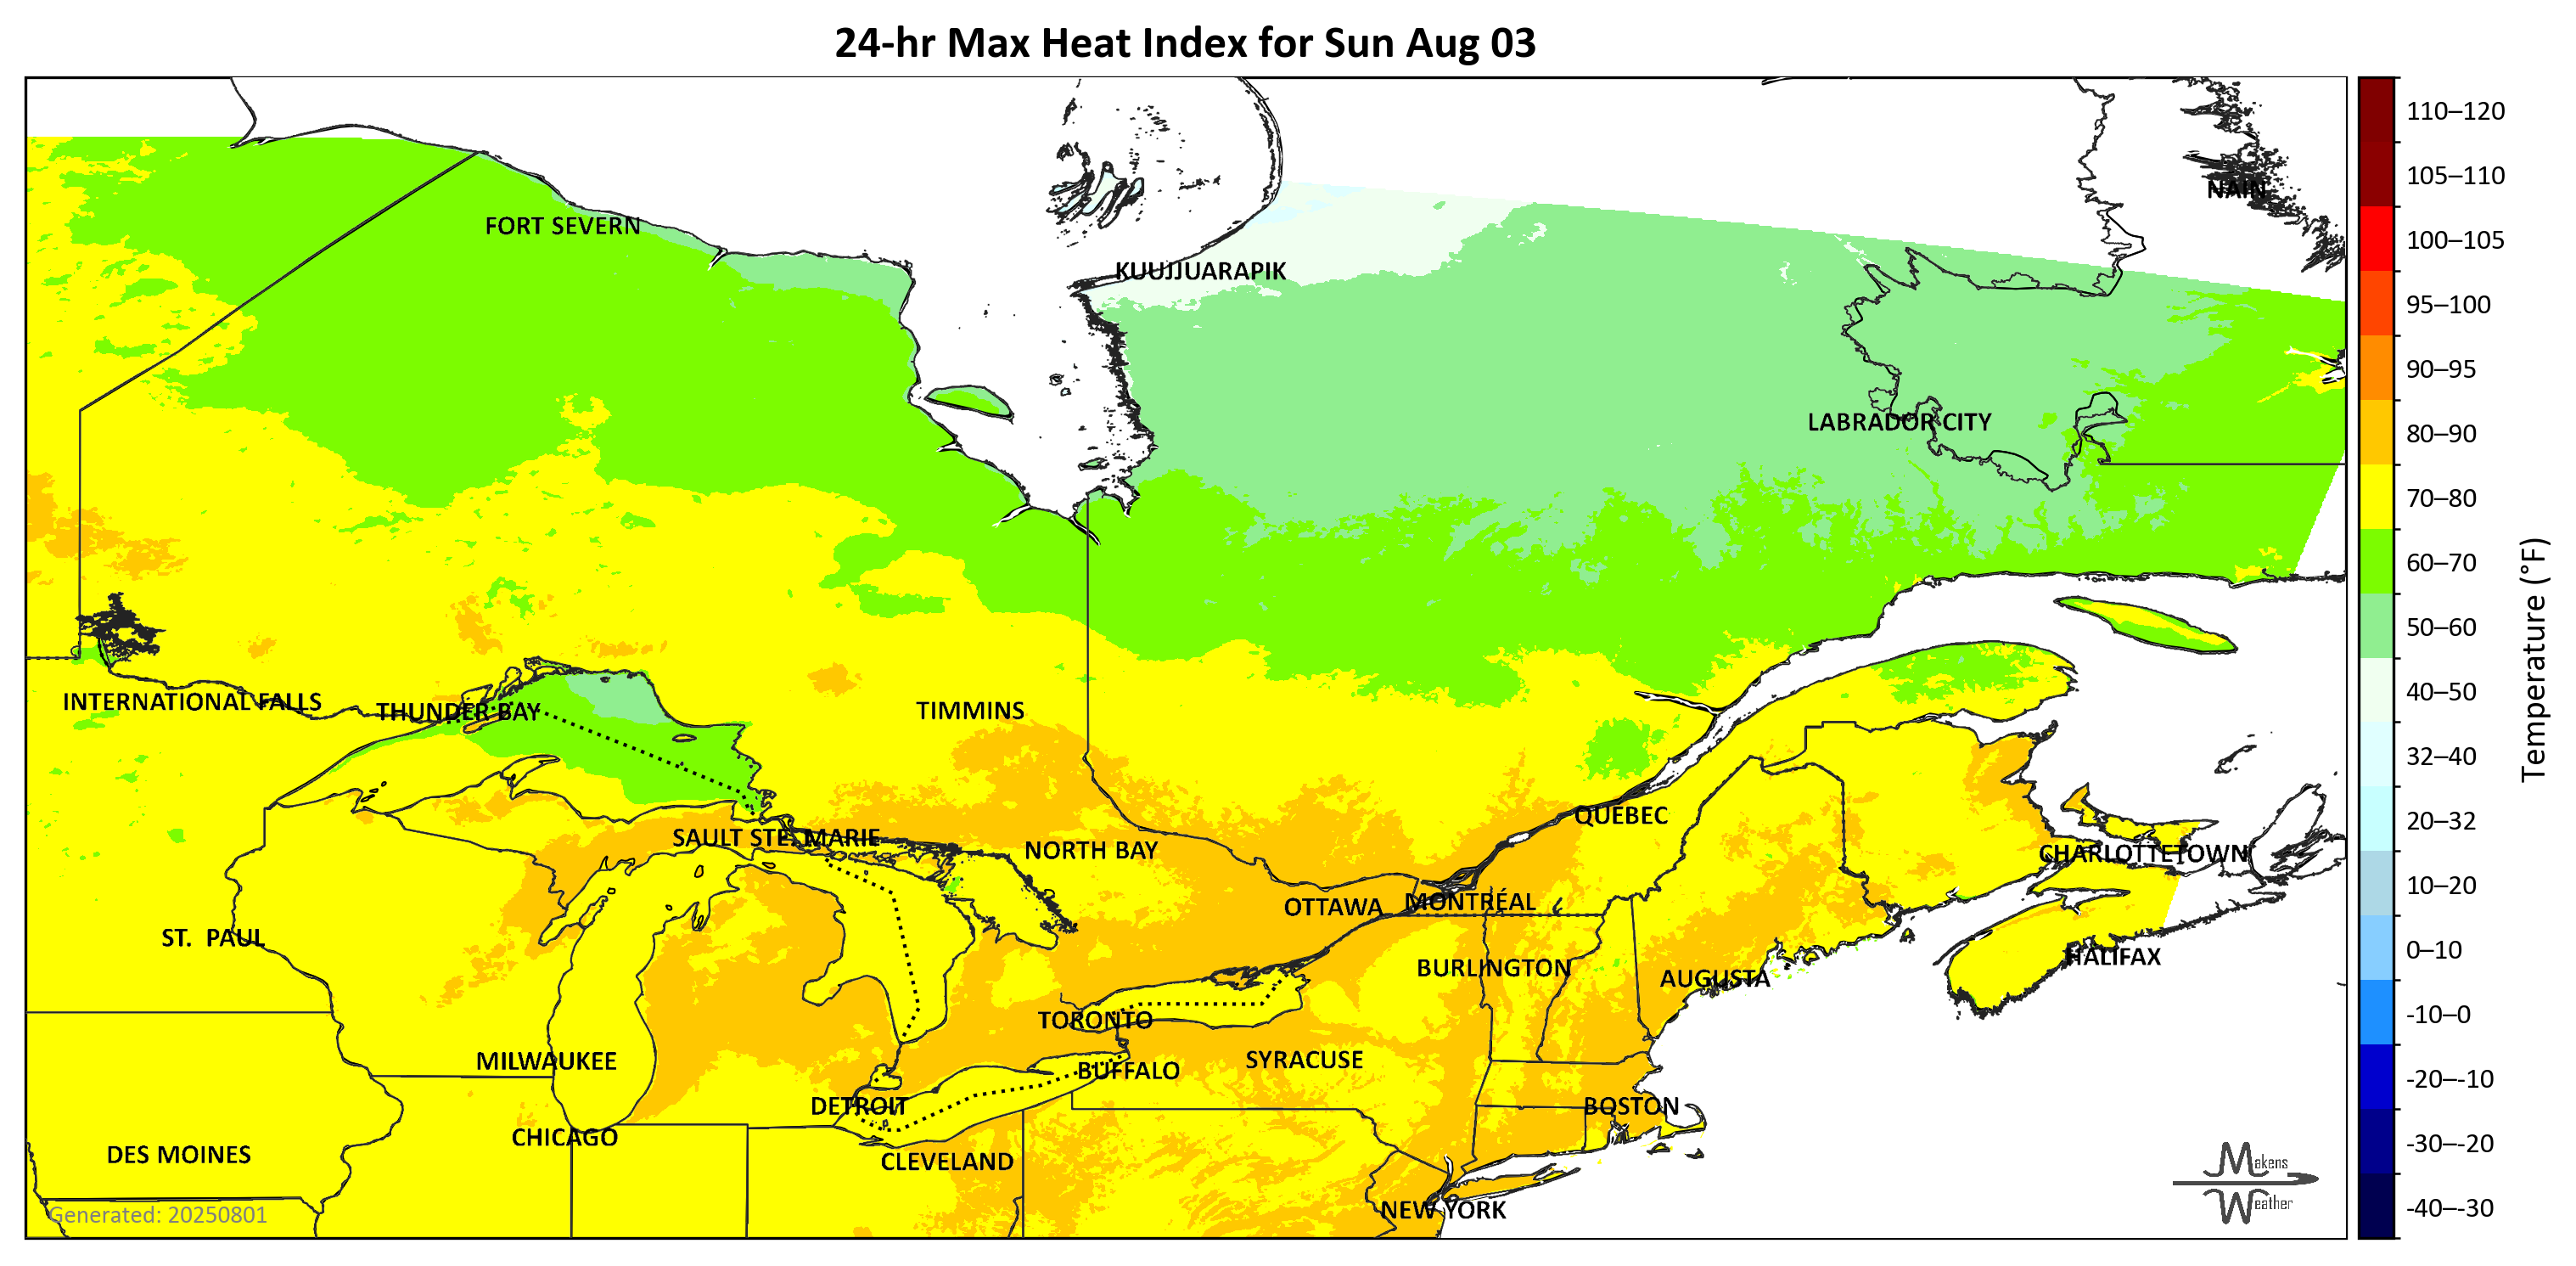 24-hr Max Heat Index for Sun Aug 03
NAIN
FORT SEVERN
KUUJJUARAPIK
LABRADOR CITY
INTERNATIONAL FALLS
THUNDER BAY
TIMMINS
QUEBEC
SAULT STE. MARIE
NORTH BAY
CHARLOTTETOWN
OTTAWA
MONTRÉAL
ST. PAUL
HALIFAX
BURLINGTON
AUGUSTA
TORONTO
MILWAUKEE
SYRACUSE
BUFFALO
DETROIT
BOSTON
CHICAGO
DES MOINES
CLEVELAND
NEW YORK
Generated: 20250801
Makens
Weather
110–120
105–110
100–105
95–100
90–95
80–90
70–80
60–70
50–60
40–50
32–40
20–32
10–20
0–10
-10–0
-20–-10
-30–-20
-40–-30
Temperature (°F)